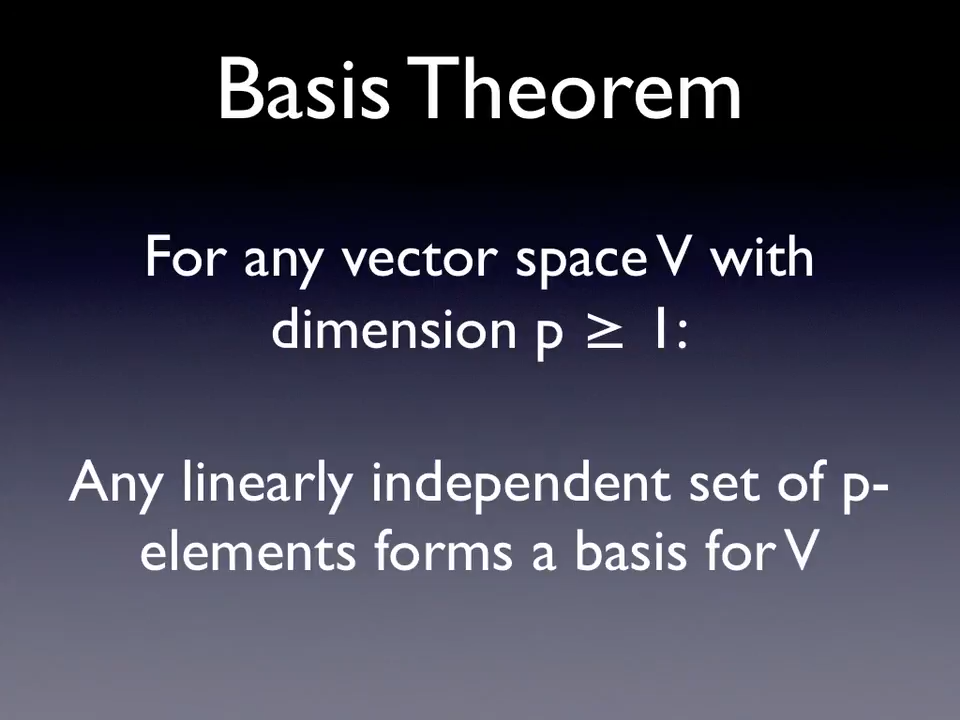 Basis Theorem
For any vector space V with
dimension p ≥ 1:
Any linearly independent set of p-
elements forms a basis for V